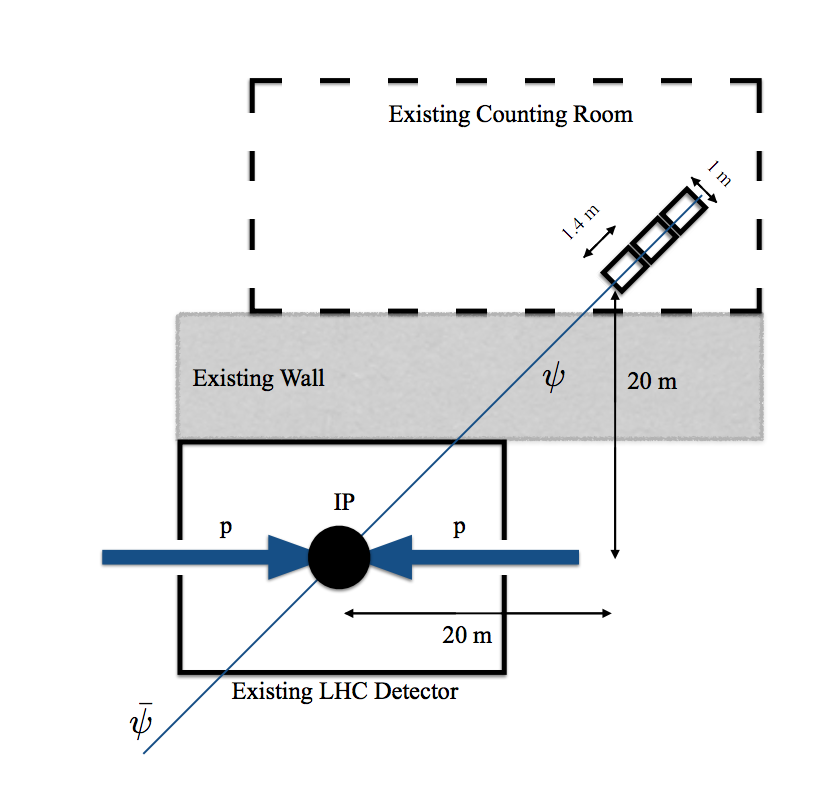 Existing Counting Room
1 m
1.4 m
Existing Wall
ψ
20 m
IP
p
p
20 m
Existing LHC Detector
ψ̄